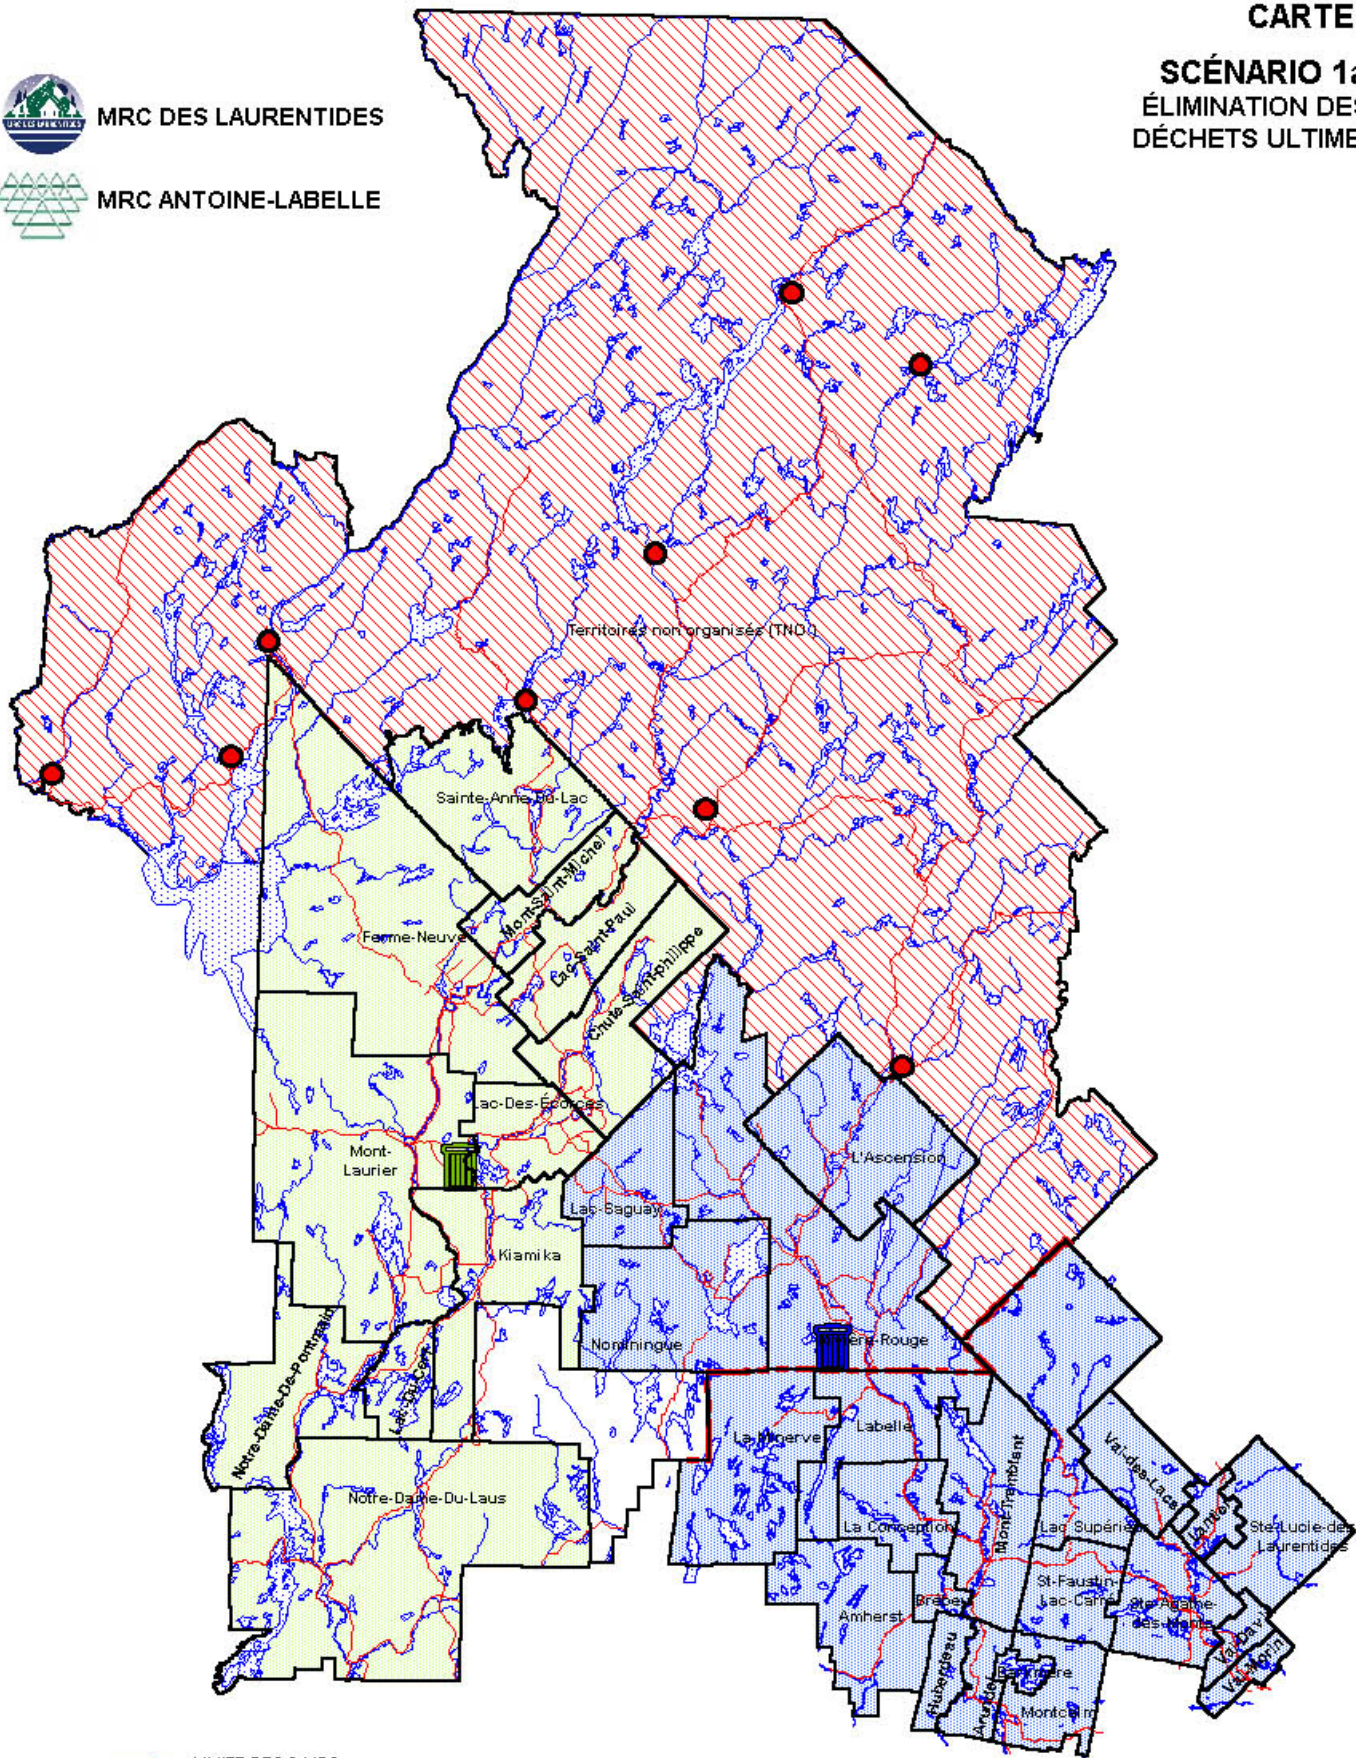 CARTE
SCÉNARIO 1a
ÉLIMINATION DES
DÉCHETS ULTIME
MRC DES LAURENTIDES
MRC ANTOINE-LABELLE
Territoires non organisés (TNO)
Sainte-Anne-Du-Lac
Mont-Saint-Michel
Ferme-Neuve
Lac-Saint-Paul
Chute-Saint-philippe
Lac-Des-Écorces
Mont-
Laurier
L'Ascension
Lac-Saguay
Kiamika
Nominingue
Rivière-Rouge
Notre-Dame-De-Pontmain
Lac-Du-Cerf
Notre-Dame-Du-Laus
La Minerve
Labelle
Mont-Tremblant
Val-des-Lacs
Lantier
La Conception
Lac Supérieur
Ste-Lucie-des
Laurentides
St-Faustin-
Lac-Carré
Ste-Agathe-
des-Monts
Amherst
Brébeuf
Val-David
Val-Morin
Huberdeau
Arundel
Barkmere
Montcalm